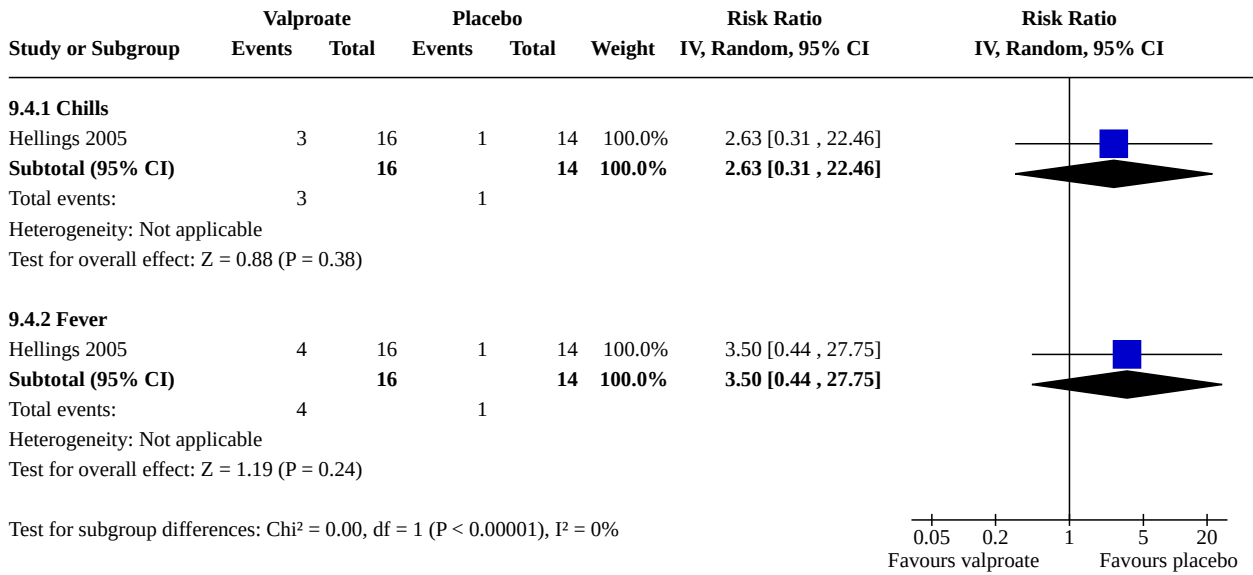 Valproate Placebo Risk Ratio Risk Ratio
Study or Subgroup Events Total Events Total Weight IV, Random, 95% CI IV, Random, 95% CI
9.4.1 Chills
Hellings 2005 3 16 1 14 100.0% 2.63 [0.31 , 22.46]
Subtotal (95% CI) 16 14 100.0% 2.63 [0.31 , 22.46]
Total events: 3 1
Heterogeneity: Not applicable
Test for overall effect: Z = 0.88 (P = 0.38)
9.4.2 Fever
Hellings 2005 4 16 1 14 100.0% 3.50 [0.44 , 27.75]
Subtotal (95% CI) 16 14 100.0% 3.50 [0.44 , 27.75]
Total events: 4 1
Heterogeneity: Not applicable
Test for overall effect: Z = 1.19 (P = 0.24)
Test for subgroup differences: Chi² = 0.00, df = 1 (P < 0.00001), I² = 0%
0.05 0.2 1 5 20
Favours valproate Favours placebo